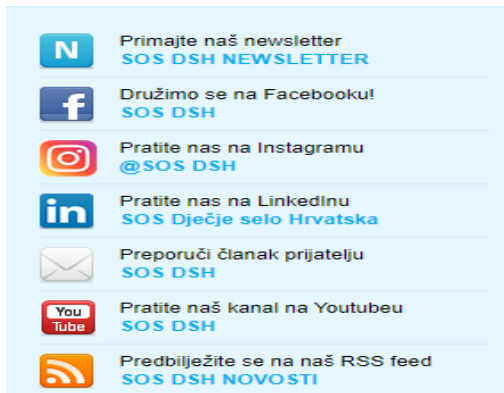 N
Primajte naš newsletter
SOS DSH NEWSLETTER
f
Družimo se na Facebooku!
SOS DSH
Pratite nas na Instagramu
@SOS DSH
in
Pratite nas na LinkedInu
SOS Dječje selo Hrvatska
Preporuči članak prijatelju
SOS DSH
You
Tube
Pratite naš kanal na Youtubeu
SOS DSH
Predbilježite se na naš RSS feed
SOS DSH NOVOSTI